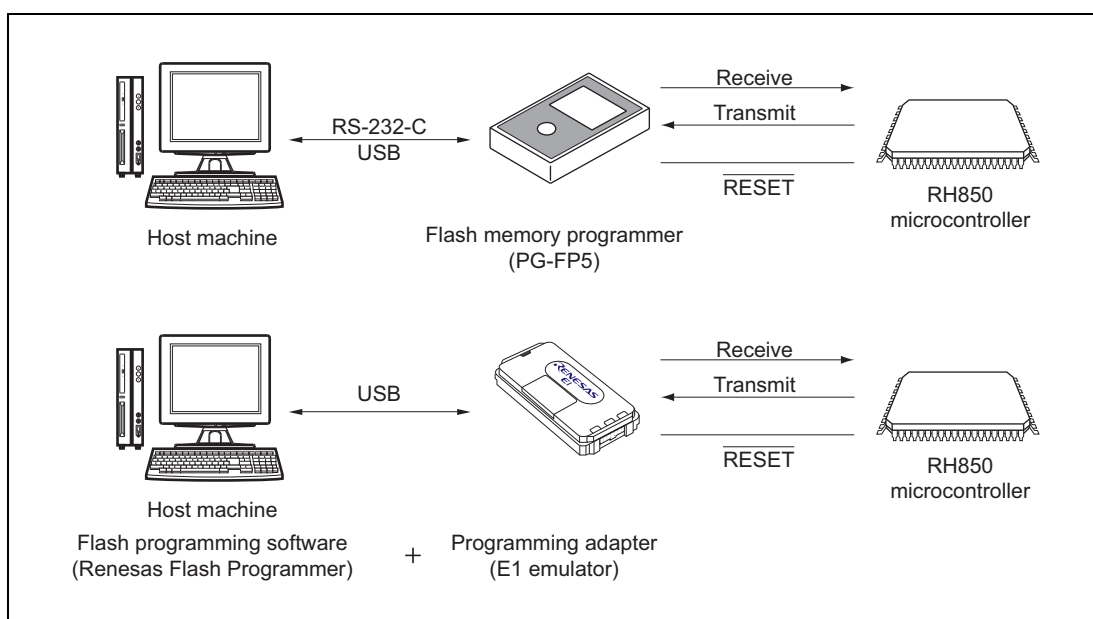 RS-232-C
USB
Receive
Transmit
RESET
Host machine
Flash memory programmer
(PG-FP5)
RH850
microcontroller
USB
RENESAS
E1
Receive
Transmit
RESET
Host machine
RH850
microcontroller
Flash programming software
(Renesas Flash Programmer)
+
Programming adapter
(E1 emulator)